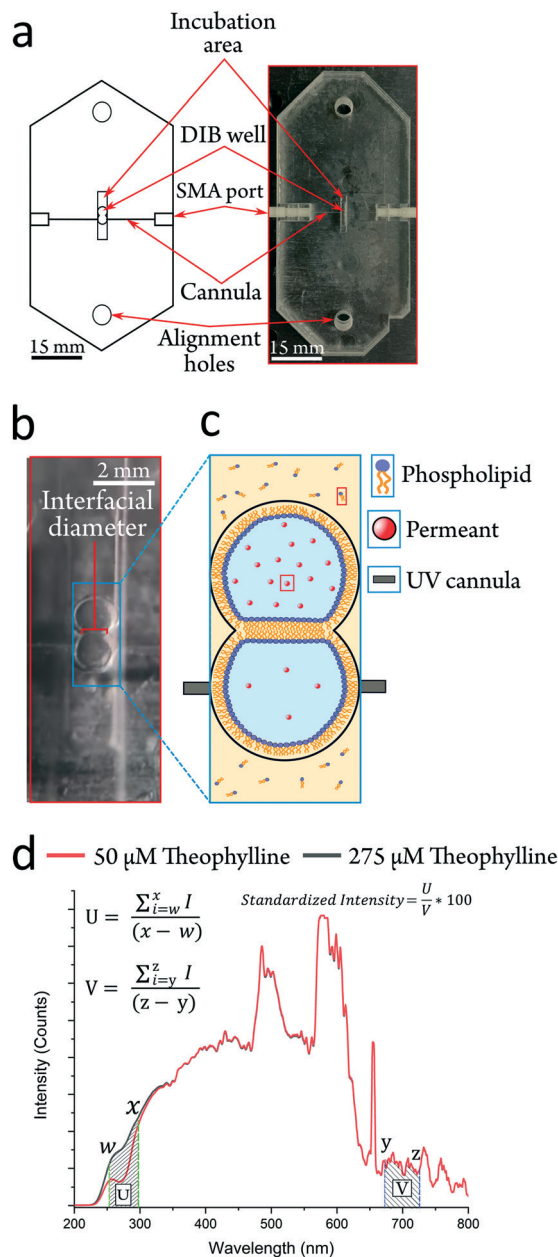 a
Incubation
area
DIB well
SMA port
Cannula
Alignment
holes
15 mm
15 mm
b
2 mm
Interfacial
diameter
c
Phospholipid
Permeant
UV cannula
d
50 μM Theophylline
275 μM Theophylline
U = ∑ˣᵢ₌w I / (x − w)
Standardized Intensity = U/V * 100
V = ∑ᶻᵢ₌y I / (z − y)
Intensity (Counts)
w
x
U
y
z
V
200 300 400 500 600 700 800
Wavelength (nm)